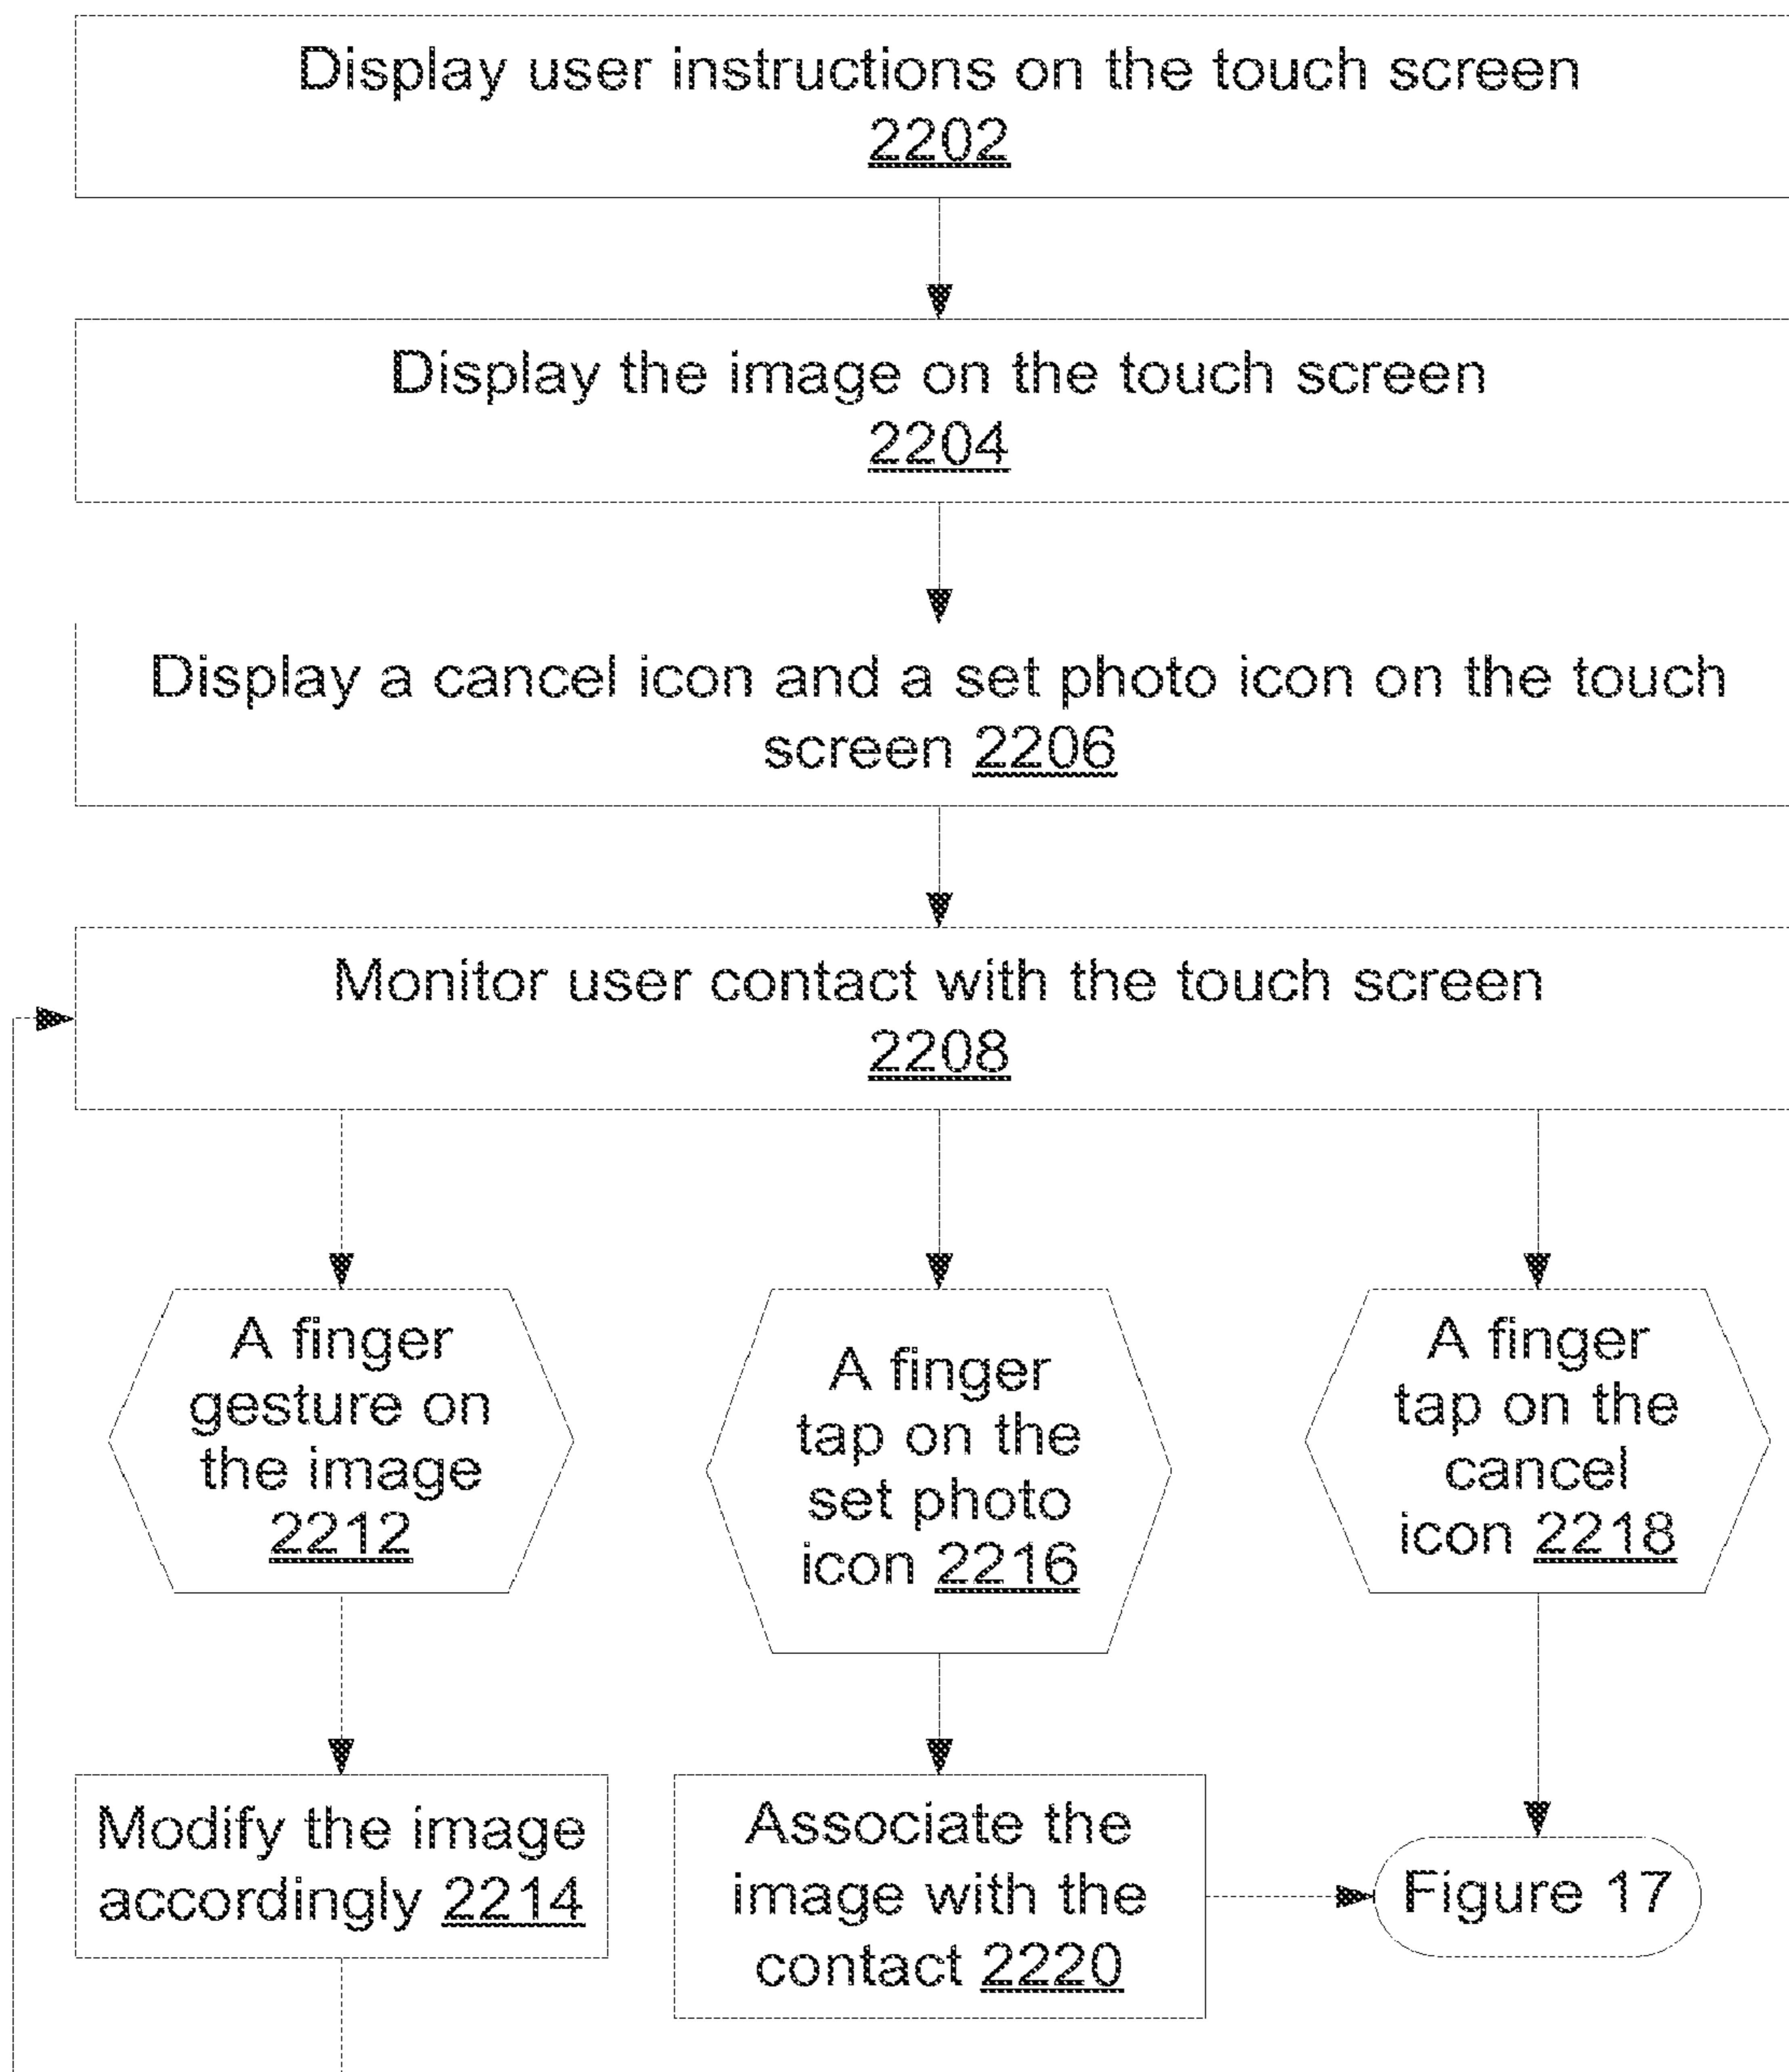 Display user instructions on the touch screen
2202
Display the image on the touch screen
2204
Display a cancel icon and a set photo icon on the touch
screen 2206
Monitor user contact with the touch screen
2208
A finger
gesture on
the image
2212
A finger
tap on the
set photo
icon 2216
A finger
tap on the
cancel
icon 2218
Modify the image
accordingly 2214
Associate the
image with the
contact 2220
Figure 17